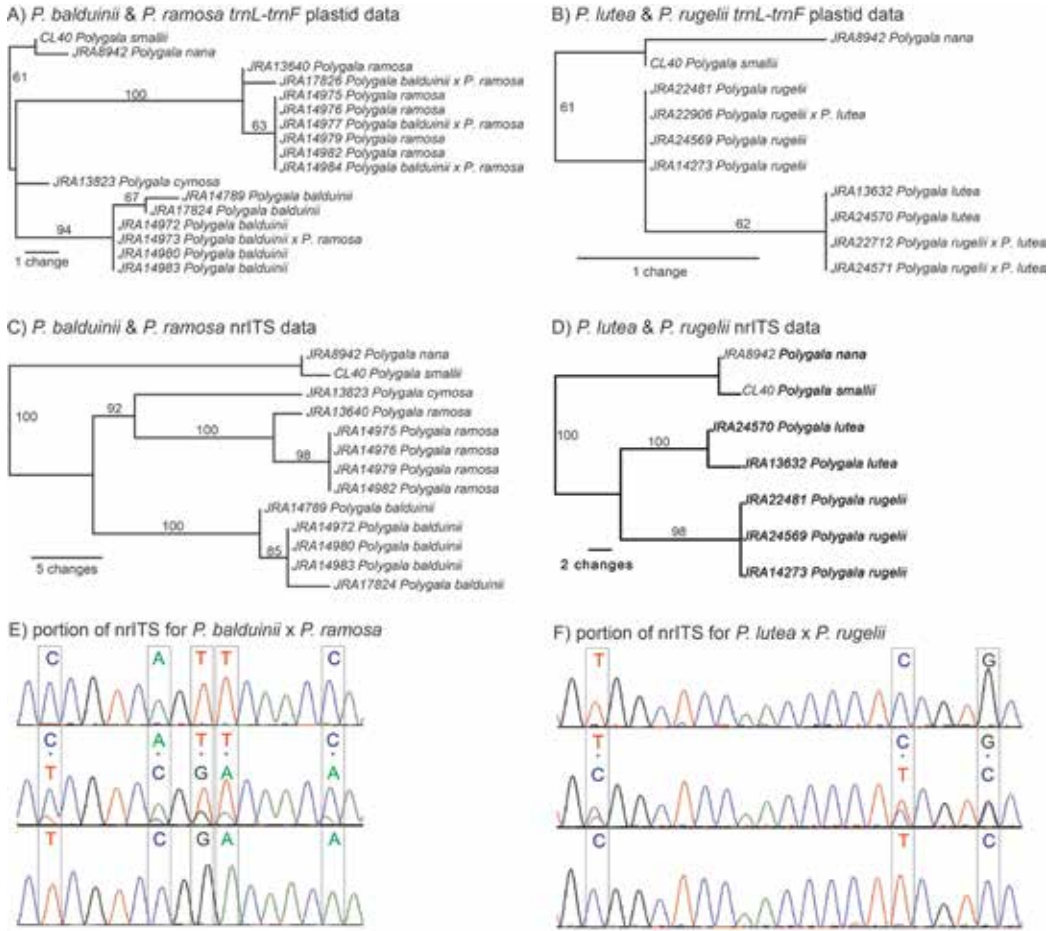 A) P. balduinii & P. ramosa trnL-trnF plastid data
CL40 Polygala smallii
JRA8942 Polygala nana
61
JRA13640 Polygala ramosa
JRA17826 Polygala balduinii x P. ramosa
100
JRA14975 Polygala ramosa
JRA14976 Polygala ramosa
63
JRA14977 Polygala balduinii x P. ramosa
JRA14979 Polygala ramosa
JRA14982 Polygala ramosa
JRA14984 Polygala balduinii x P. ramosa
JRA13823 Polygala cymosa
67
JRA14789 Polygala balduinii
JRA17824 Polygala balduinii
94
JRA14972 Polygala balduinii
JRA14973 Polygala balduinii x P. ramosa
JRA14980 Polygala balduinii
JRA14983 Polygala balduinii
1 change
B) P. lutea & P. rugelii trnL-trnF plastid data
JRA8942 Polygala nana
CL40 Polygala smallii
61
JRA22481 Polygala rugelii
JRA22906 Polygala rugelii x P. lutea
JRA24569 Polygala rugelii
JRA14273 Polygala rugelii
62
JRA13632 Polygala lutea
JRA24570 Polygala lutea
JRA22712 Polygala rugelii x P. lutea
JRA24571 Polygala rugelii x P. lutea
1 change
C) P. balduinii & P. ramosa nrITS data
JRA8942 Polygala nana
CL40 Polygala smallii
100
92
JRA13823 Polygala cymosa
JRA13640 Polygala ramosa
100
JRA14975 Polygala ramosa
JRA14976 Polygala ramosa
98
JRA14979 Polygala ramosa
JRA14982 Polygala ramosa
JRA14789 Polygala balduinii
100
JRA14972 Polygala balduinii
85
JRA14980 Polygala balduinii
JRA14983 Polygala balduinii
JRA17824 Polygala balduinii
5 changes
D) P. lutea & P. rugelii nrITS data
JRA8942 Polygala nana
CL40 Polygala smallii
100
100
JRA24570 Polygala lutea
JRA13632 Polygala lutea
JRA22481 Polygala rugelii
98
JRA24569 Polygala rugelii
JRA14273 Polygala rugelii
2 changes
E) portion of nrITS for P. balduinii x P. ramosa
C A T T C
C A T T C
T C G A A
T C G A A
F) portion of nrITS for P. lutea x P. rugelii
T C G
T C G
C T C
C T C